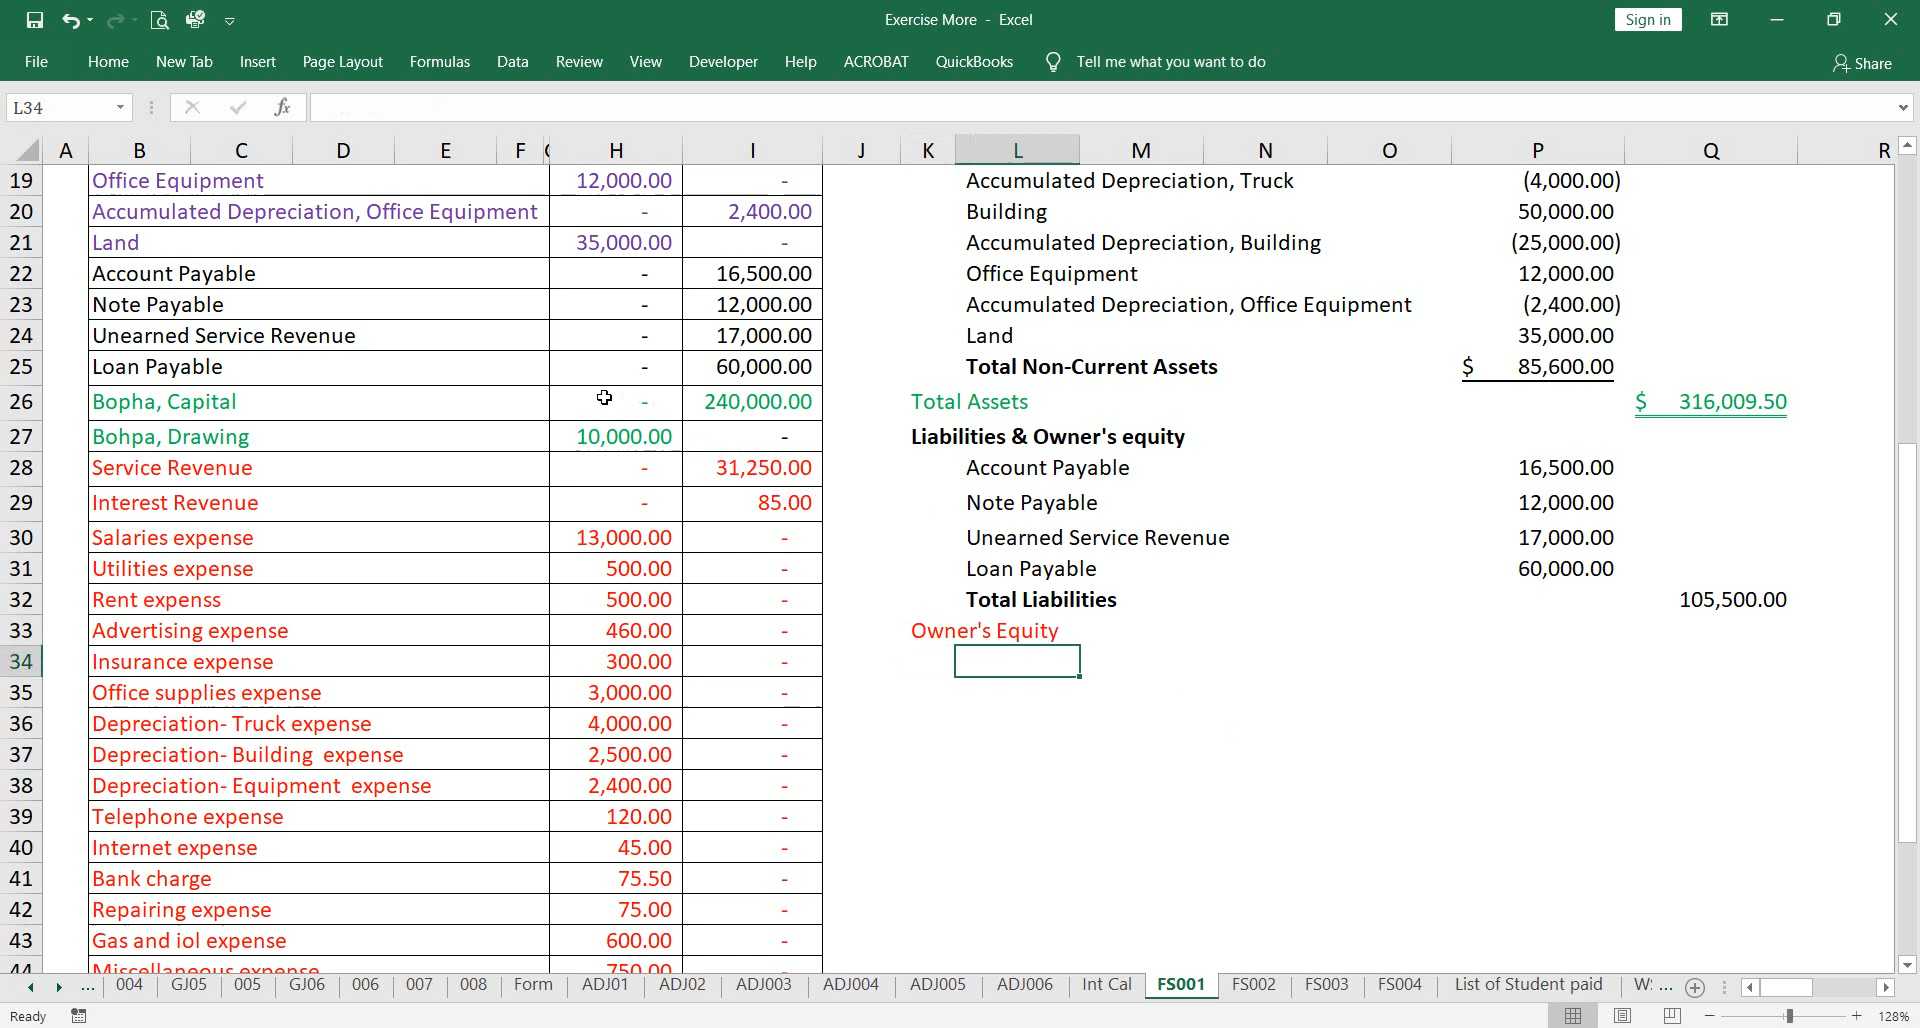 Exercise More - Excel
Sign in
File Home New Tab Insert Page Layout Formulas Data Review View Developer Help ACROBAT QuickBooks Tell me what you want to do Share
L34 fx
A B C D E F H I J K L M N O P Q R
19 Office Equipment 12,000.00 - Accumulated Depreciation, Truck (4,000.00)
20 Accumulated Depreciation, Office Equipment - 2,400.00 Building 50,000.00
21 Land 35,000.00 - Accumulated Depreciation, Building (25,000.00)
22 Account Payable - 16,500.00 Office Equipment 12,000.00
23 Note Payable - 12,000.00 Accumulated Depreciation, Office Equipment (2,400.00)
24 Unearned Service Revenue - 17,000.00 Land 35,000.00
25 Loan Payable - 60,000.00 Total Non-Current Assets $ 85,600.00
26 Bopha, Capital - 240,000.00 Total Assets $ 316,009.50
27 Bohpa, Drawing 10,000.00 - Liabilities & Owner's equity
28 Service Revenue - 31,250.00 Account Payable 16,500.00
29 Interest Revenue - 85.00 Note Payable 12,000.00
30 Salaries expense 13,000.00 - Unearned Service Revenue 17,000.00
31 Utilities expense 500.00 - Loan Payable 60,000.00
32 Rent expenss 500.00 - Total Liabilities 105,500.00
33 Advertising expense 460.00 - Owner's Equity
34 Insurance expense 300.00 -
35 Office supplies expense 3,000.00 -
36 Depreciation- Truck expense 4,000.00 -
37 Depreciation- Building expense 2,500.00 -
38 Depreciation- Equipment expense 2,400.00 -
39 Telephone expense 120.00 -
40 Internet expense 45.00 -
41 Bank charge 75.50 -
42 Repairing expense 75.00 -
43 Gas and iol expense 600.00 -
44 Miscellaneous expense 750.00 -
... 004 GJ05 005 GJ06 006 007 008 Form ADJ01 ADJ02 ADJ003 ADJ004 ADJ005 ADJ006 Int Cal FS001 FS002 FS003 FS004 List of Student paid W: ...
Ready 128%